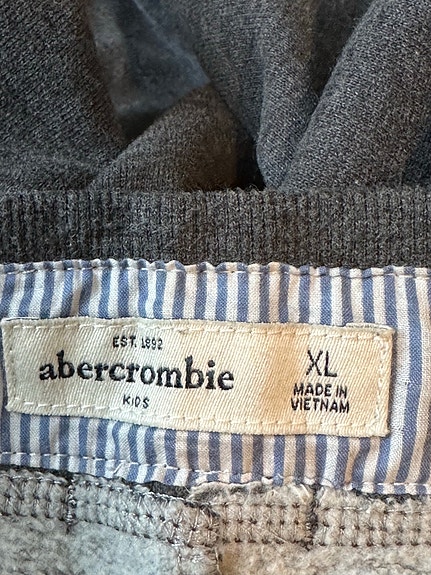 EST. 1892
abercrombie
KIDS
XL
MADE IN
VIETNAM